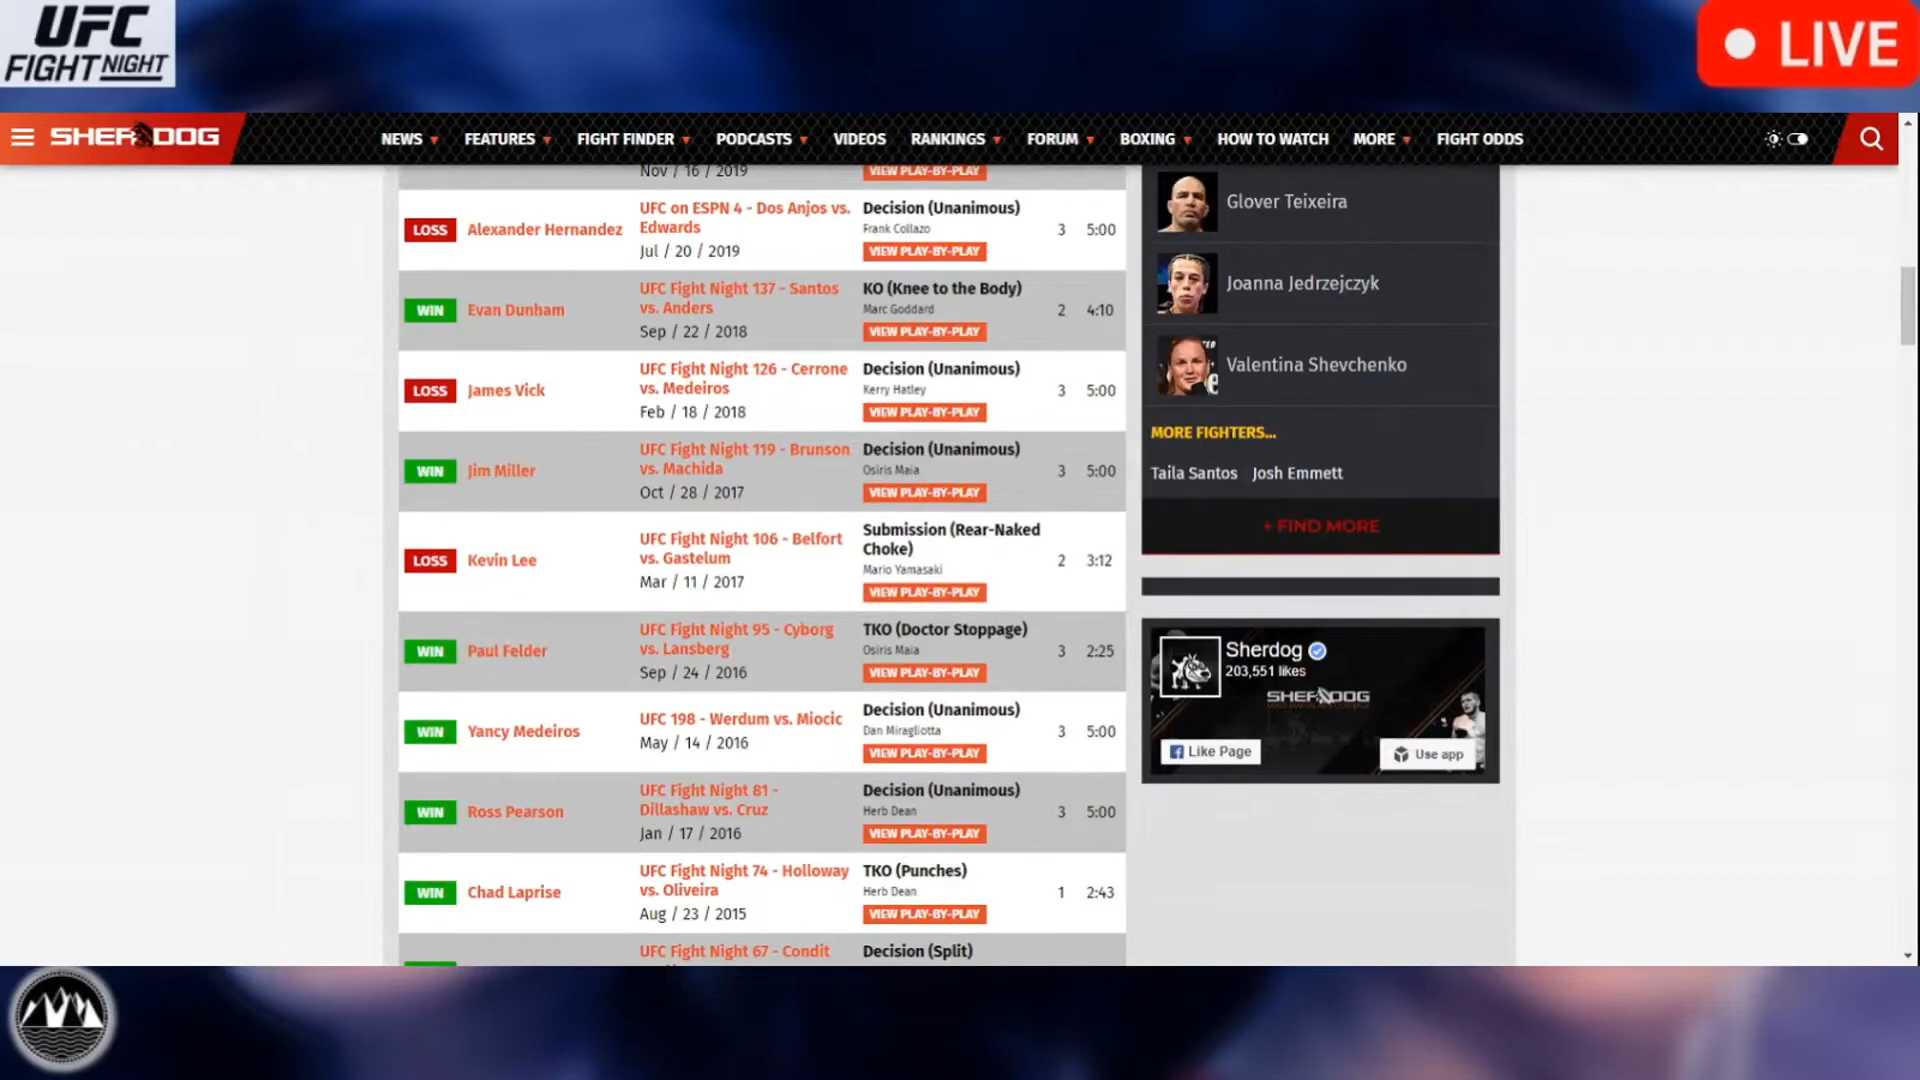 UFC
FIGHT NIGHT
LIVE
SHERDOG
NEWS FEATURES FIGHT FINDER PODCASTS VIDEOS RANKINGS FORUM BOXING HOW TO WATCH MORE FIGHT ODDS
Nov / 16 / 2019 VIEW PLAY-BY-PLAY
LOSS Alexander Hernandez UFC on ESPN 4 - Dos Anjos vs. Edwards Jul / 20 / 2019 Decision (Unanimous) Frank Collazo VIEW PLAY-BY-PLAY 3 5:00
WIN Evan Dunham UFC Fight Night 137 - Santos vs. Anders Sep / 22 / 2018 KO (Knee to the Body) Marc Goddard VIEW PLAY-BY-PLAY 2 4:10
LOSS James Vick UFC Fight Night 126 - Cerrone vs. Medeiros Feb / 18 / 2018 Decision (Unanimous) Kerry Hatley VIEW PLAY-BY-PLAY 3 5:00
WIN Jim Miller UFC Fight Night 119 - Brunson vs. Machida Oct / 28 / 2017 Decision (Unanimous) Osiris Maia VIEW PLAY-BY-PLAY 3 5:00
LOSS Kevin Lee UFC Fight Night 106 - Belfort vs. Gastelum Mar / 11 / 2017 Submission (Rear-Naked Choke) Mario Yamasaki VIEW PLAY-BY-PLAY 2 3:12
WIN Paul Felder UFC Fight Night 95 - Cyborg vs. Lansberg Sep / 24 / 2016 TKO (Doctor Stoppage) Osiris Maia VIEW PLAY-BY-PLAY 3 2:25
WIN Yancy Medeiros UFC 198 - Werdum vs. Miocic May / 14 / 2016 Decision (Unanimous) Dan Miragliotta VIEW PLAY-BY-PLAY 3 5:00
WIN Ross Pearson UFC Fight Night 81 - Dillashaw vs. Cruz Jan / 17 / 2016 Decision (Unanimous) Herb Dean VIEW PLAY-BY-PLAY 3 5:00
WIN Chad Laprise UFC Fight Night 74 - Holloway vs. Oliveira Aug / 23 / 2015 TKO (Punches) Herb Dean VIEW PLAY-BY-PLAY 1 2:43
UFC Fight Night 67 - Condit Decision (Split)
Glover Teixeira
Joanna Jedrzejczyk
Valentina Shevchenko
MORE FIGHTERS...
Taila Santos Josh Emmett
+ FIND MORE
Sherdog
203,551 likes
SHERDOG
Like Page Use app